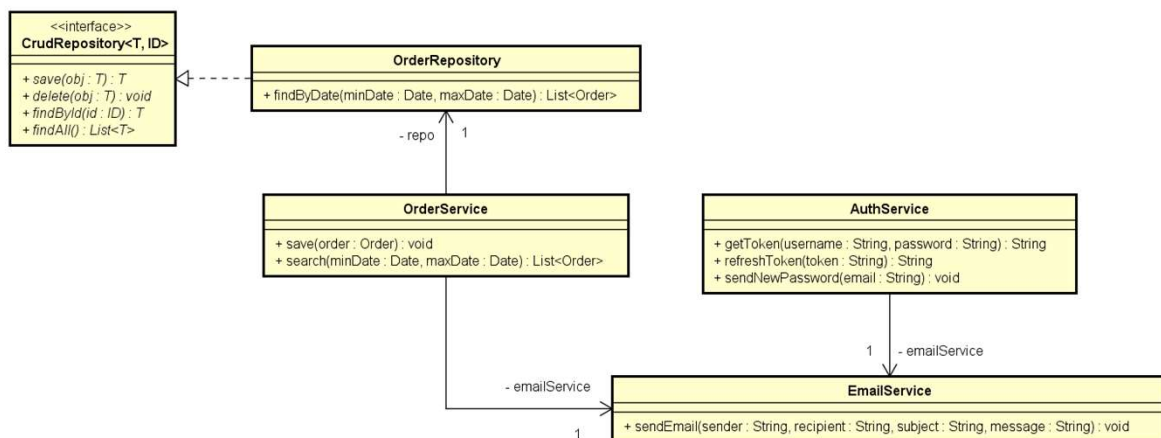 <<interface>>
CrudRepository<T, ID>
+ save(obj : T) : T
+ delete(obj : T) : void
+ findById(id : ID) : T
+ findAll() : List<T>
OrderRepository
+ findByDate(minDate : Date, maxDate : Date) : List<Order>
- repo
1
OrderService
+ save(order : Order) : void
+ search(minDate : Date, maxDate : Date) : List<Order>
AuthService
+ getToken(username : String, password : String) : String
+ refreshToken(token : String) : String
+ sendNewPassword(email : String) : void
1
- emailService
- emailService
1
EmailService
+ sendEmail(sender : String, recipient : String, subject : String, message : String) : void